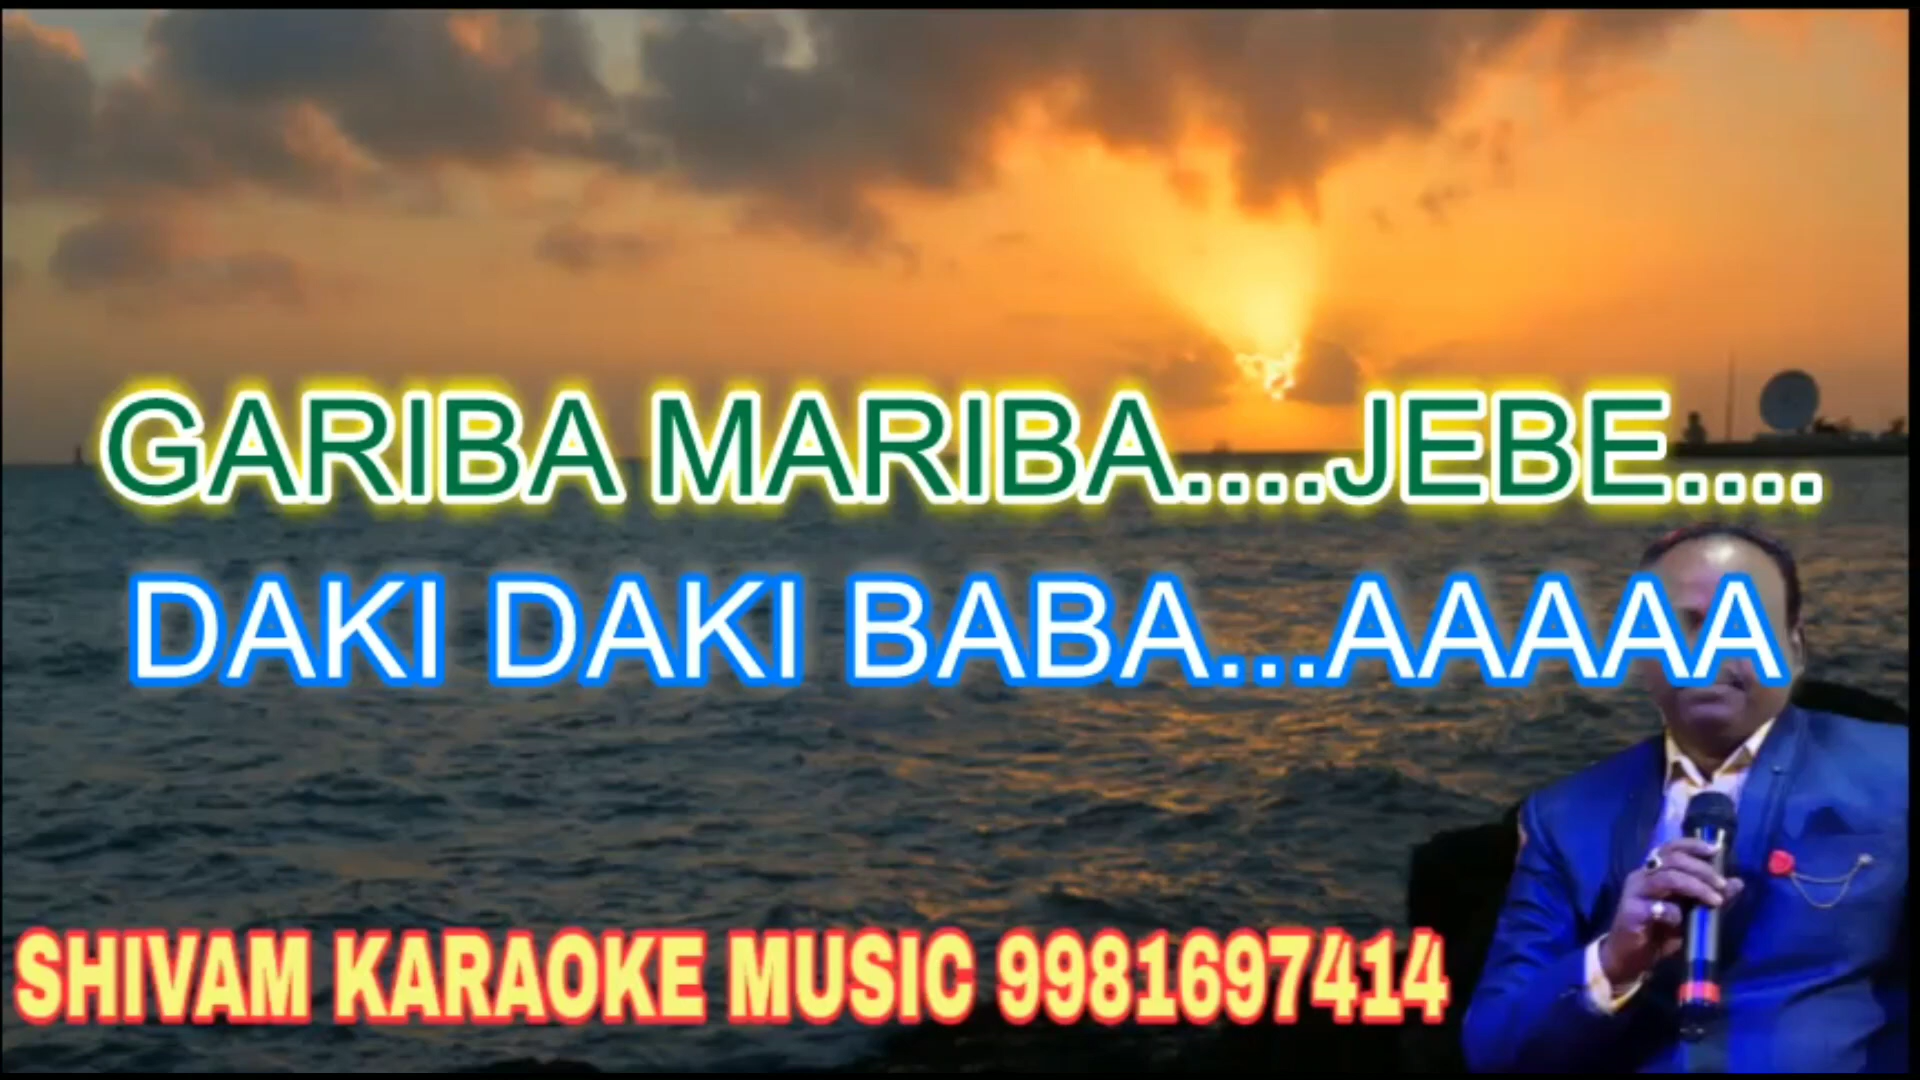 GARIBA MARIBA....JEBE....
DAKI DAKI BABA...AAAAA
SHIVAM KARAOKE MUSIC 9981697414